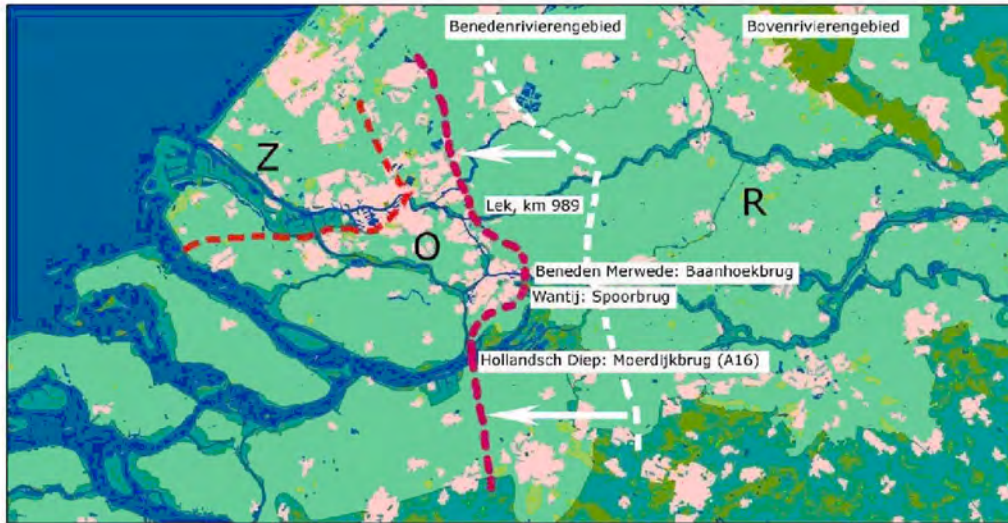 Benedenrivierengebied
Bovenrivierengebied
Z
Lek, km 989
R
O
Beneden Merwede: Baanhoekbrug
Wantij: Spoorbrug
Hollandsch Diep: Moerdijkbrug (A16)